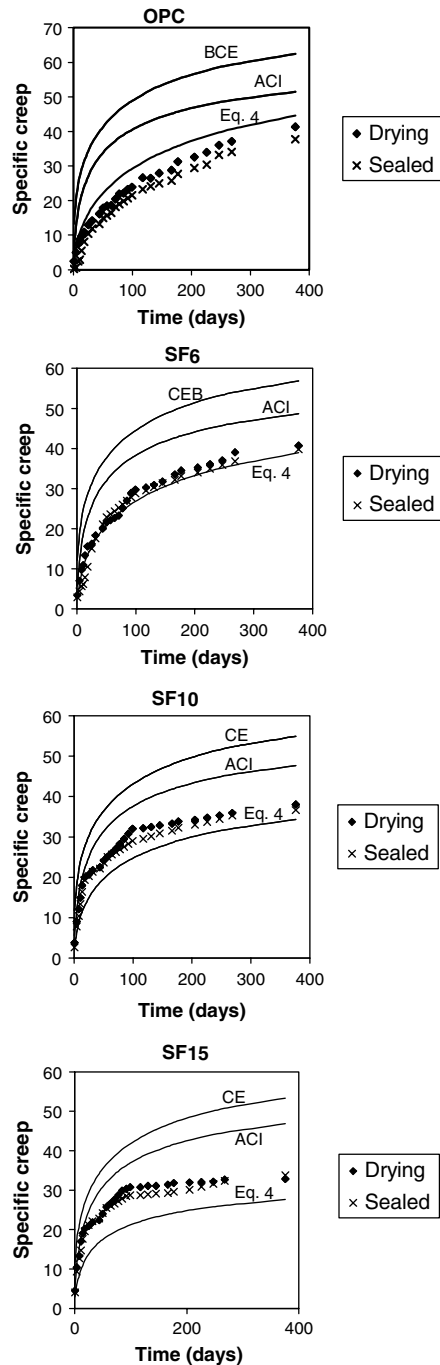 OPC
70
60
50
40
30
20
10
0
Specific creep
BCE
ACI
Eq. 4
0 100 200 300 400
Time (days)
Drying
Sealed
SF6
60
50
40
30
20
10
0
Specific creep
CEB
ACI
Eq. 4
0 100 200 300 400
Time (days)
Drying
Sealed
SF10
60
50
40
30
20
10
0
Specific creep
CE
ACI
Eq. 4
0 100 200 300 400
Time (days)
Drying
Sealed
SF15
60
50
40
30
20
10
0
Specific creep
CE
ACI
Eq. 4
0 200 400
Time (days)
Drying
Sealed